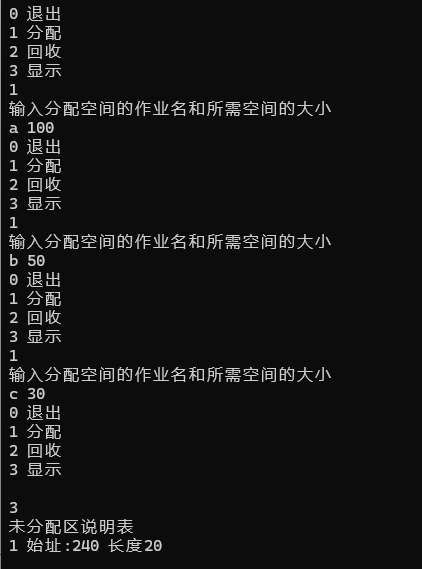 0 退出
1 分配
2 回收
3 显示
1
输入分配空间的作业名和所需空间的大小
a 100
0 退出
1 分配
2 回收
3 显示
1
输入分配空间的作业名和所需空间的大小
b 50
0 退出
1 分配
2 回收
3 显示
1
输入分配空间的作业名和所需空间的大小
c 30
0 退出
1 分配
2 回收
3 显示
3
未分配区说明表
1 始址:240 长度20